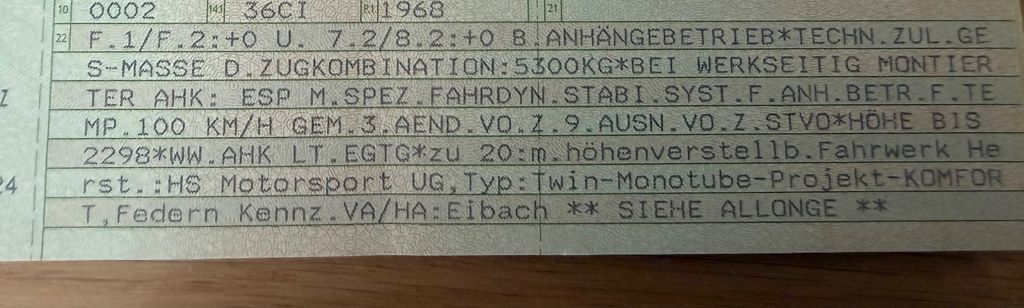 10 0002 14.1 36CI P.1 1968 21
22 F.1/F.2:+0 U. 7.2/8.2:+0 B.ANHÄNGEBETRIEB*TECHN.ZUL.GE
S-MASSE D.ZUGKOMBINATION:5300KG*BEI WERKSEITIG MONTIER
TER AHK: ESP M.SPEZ.FAHRDYN.STABI.SYST.F.ANH.BETR.F.TE
MP.100 KM/H GEM.3.AEND.VO.Z.9.AUSN.VO.Z.STVO*HÖHE BIS
2298*WW.AHK LT.EGTG*zu 20:m.höhenverstellb.Fahrwerk He
24 rst.:HS Motorsport UG,Typ:Twin-Monotube-Projekt-KOMFOR
T,Federn Kennz.VA/HA:Eibach ** SIEHE ALLONGE **